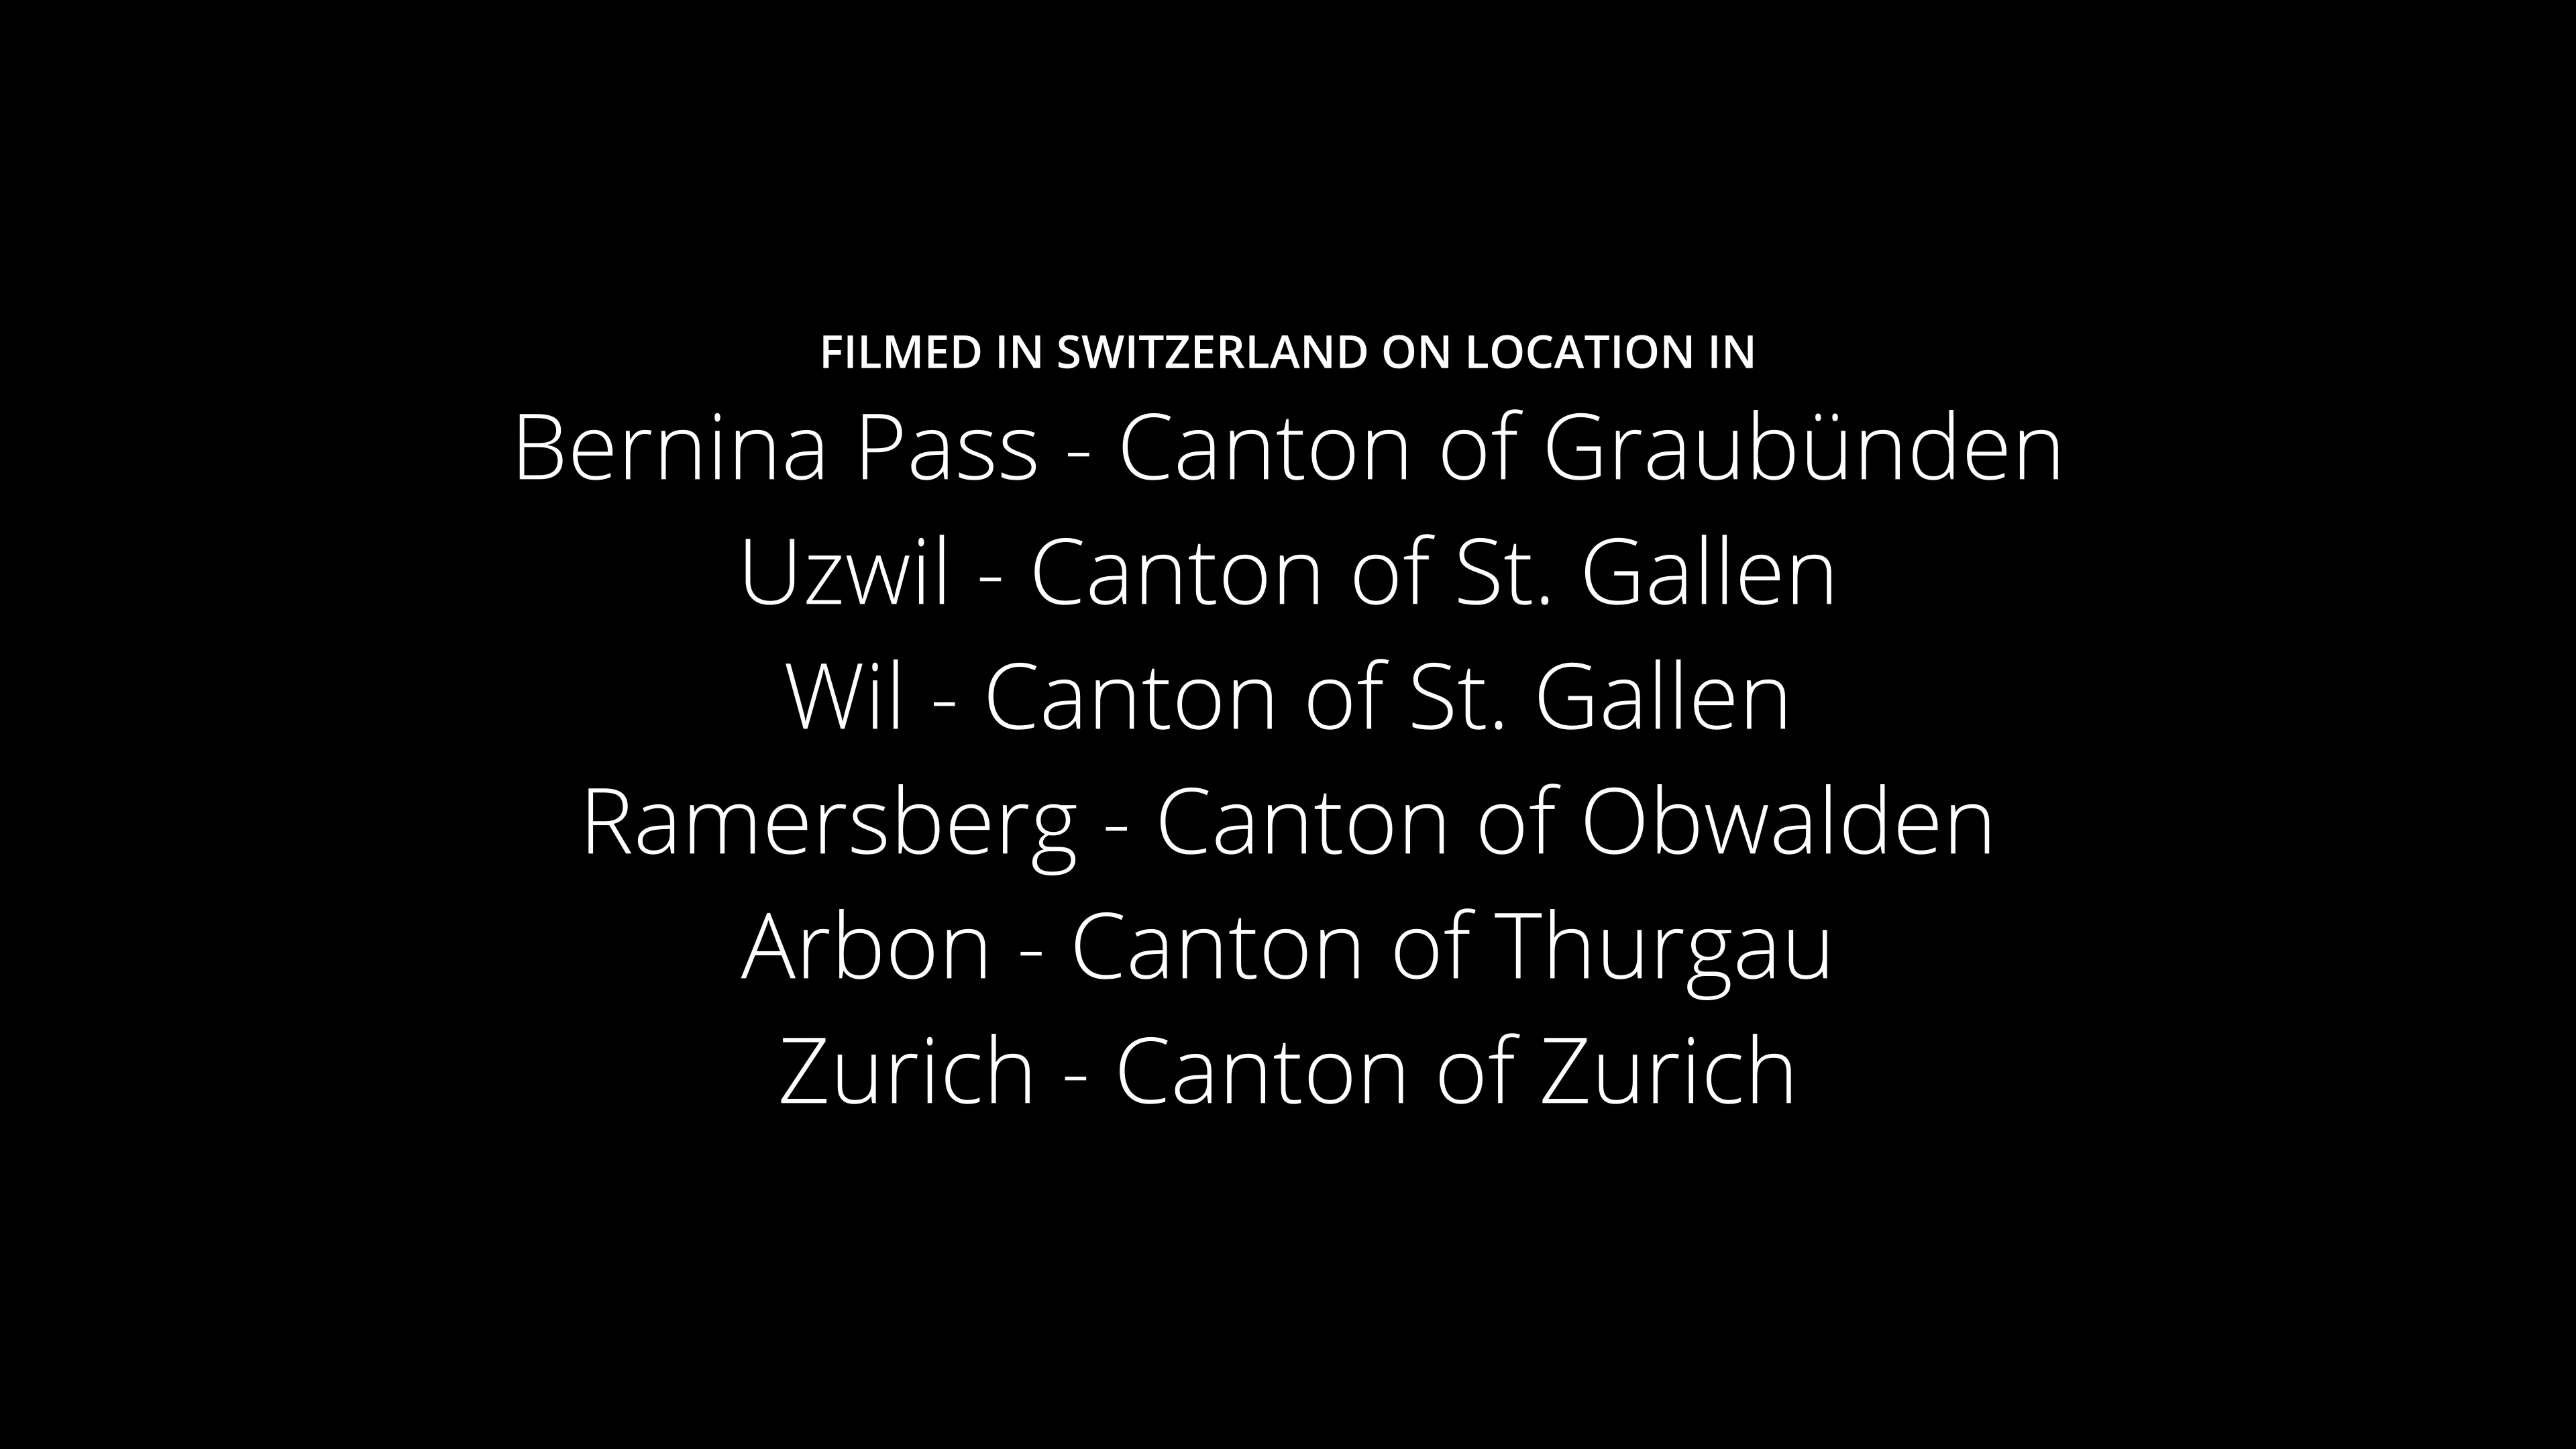 FILMED IN SWITZERLAND ON LOCATION IN
Bernina Pass - Canton of Graubünden
Uzwil - Canton of St. Gallen
Wil - Canton of St. Gallen
Ramersberg - Canton of Obwalden
Arbon - Canton of Thurgau
Zurich - Canton of Zurich